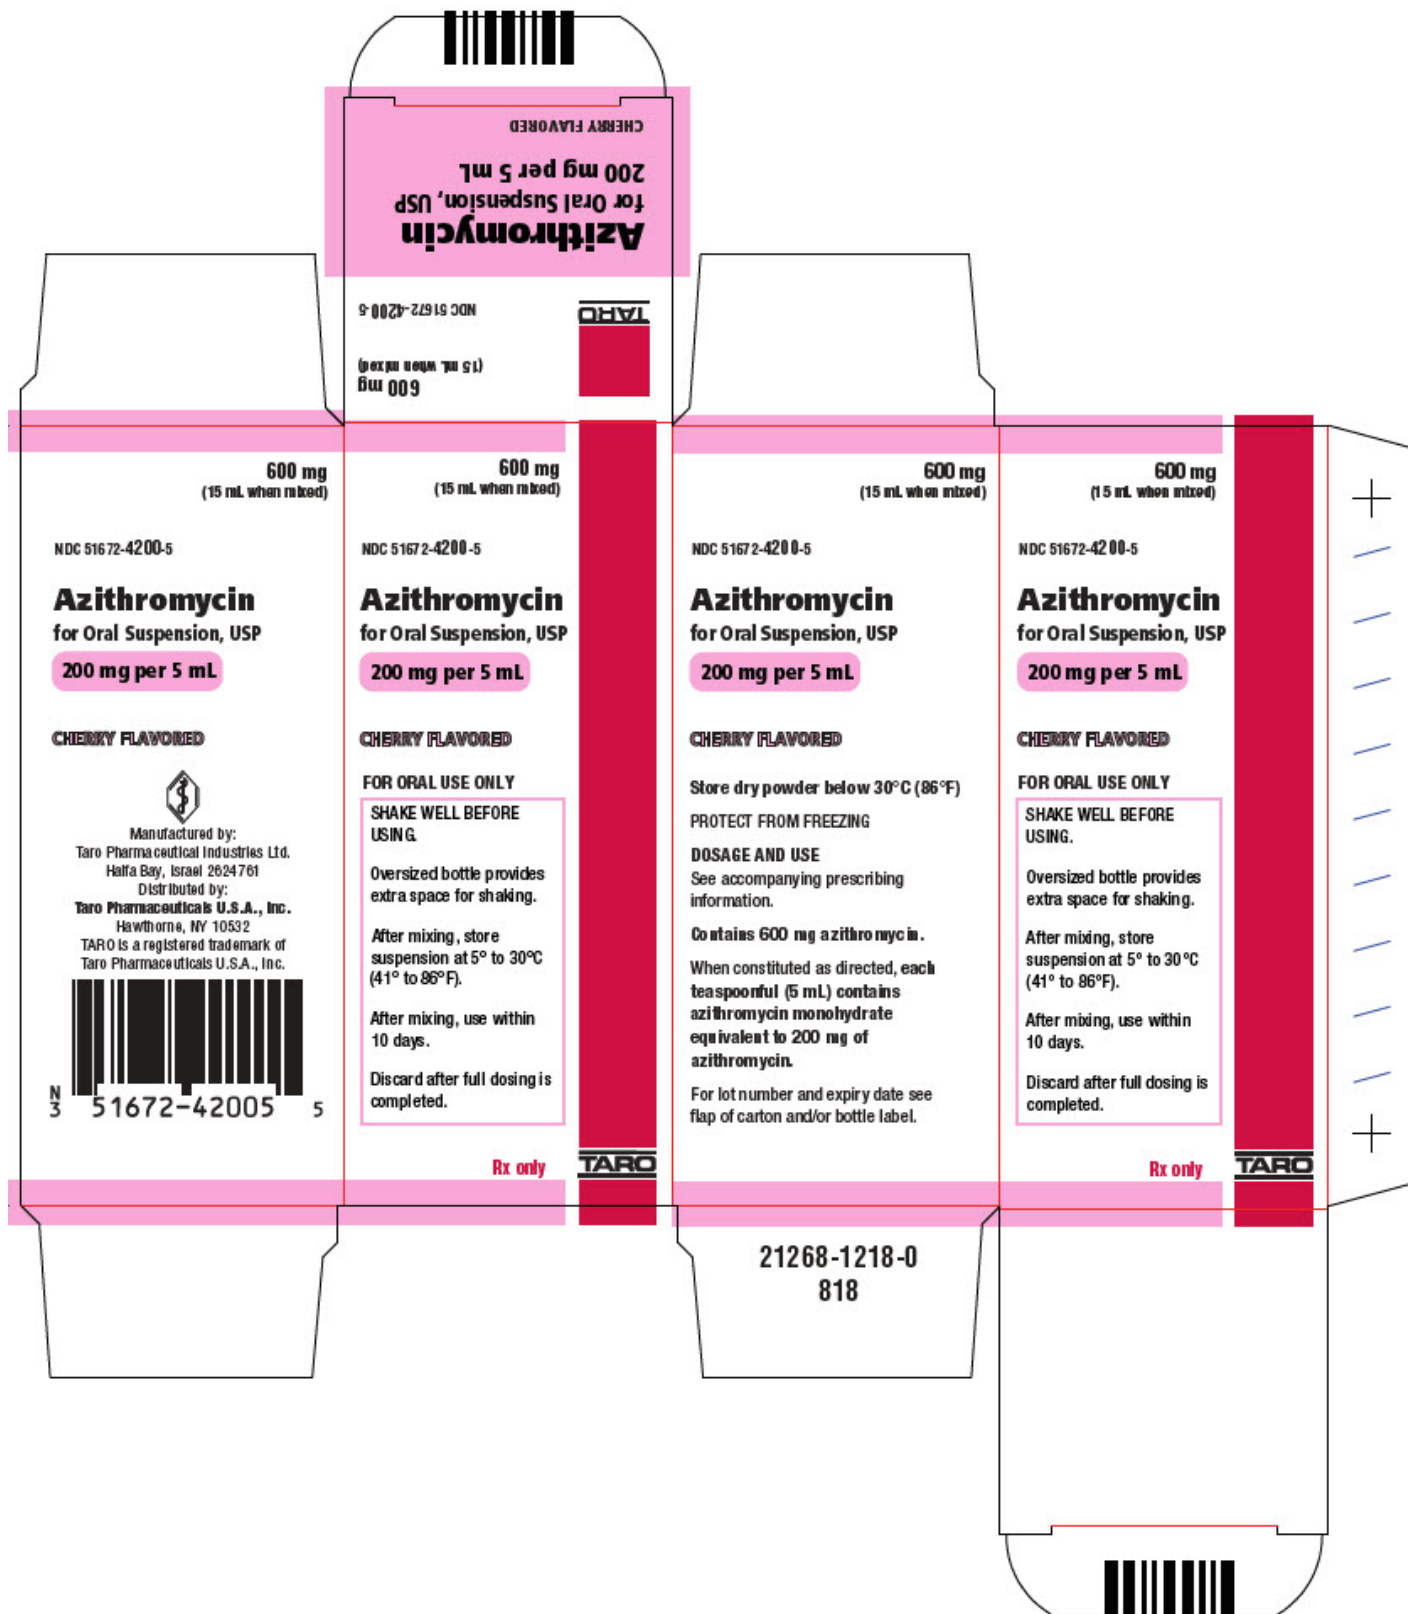 CHERRY FLAVORED
200 mg per 5 mL
for Oral Suspension, USP
Azithromycin
NDC 51672-4200-5
TARO
(15 mL when mixed)
600 mg
600 mg
(15 mL when mixed)
NDC 51672-4200-5
Azithromycin
for Oral Suspension, USP
200 mg per 5 mL
CHERRY FLAVORED
Manufactured by:
Taro Pharmaceutical Industries Ltd.
Haifa Bay, Israel 2624761
Distributed by:
Taro Pharmaceuticals U.S.A., Inc.
Hawthorne, NY 10532
TARO is a registered trademark of
Taro Pharmaceuticals U.S.A., Inc.
N
3 51672-42005 5
600 mg
(15 mL when mixed)
NDC 51672-4200-5
Azithromycin
for Oral Suspension, USP
200 mg per 5 mL
CHERRY FLAVORED
FOR ORAL USE ONLY
SHAKE WELL BEFORE
USING.
Oversized bottle provides
extra space for shaking.
After mixing, store
suspension at 5° to 30°C
(41° to 86°F).
After mixing, use within
10 days.
Discard after full dosing is
completed.
Rx only
TARO
600 mg
(15 mL when mixed)
NDC 51672-4200-5
Azithromycin
for Oral Suspension, USP
200 mg per 5 mL
CHERRY FLAVORED
Store dry powder below 30°C (86°F)
PROTECT FROM FREEZING
DOSAGE AND USE
See accompanying prescribing
information.
Contains 600 mg azithromycin.
When constituted as directed, each
teaspoonful (5 mL) contains
azithromycin monohydrate
equivalent to 200 mg of
azithromycin.
For lot number and expiry date see
flap of carton and/or bottle label.
21268-1218-0
818
600 mg
(15 mL when mixed)
NDC 51672-4200-5
Azithromycin
for Oral Suspension, USP
200 mg per 5 mL
CHERRY FLAVORED
FOR ORAL USE ONLY
SHAKE WELL BEFORE
USING.
Oversized bottle provides
extra space for shaking.
After mixing, store
suspension at 5° to 30°C
(41° to 86°F).
After mixing, use within
10 days.
Discard after full dosing is
completed.
Rx only
TARO